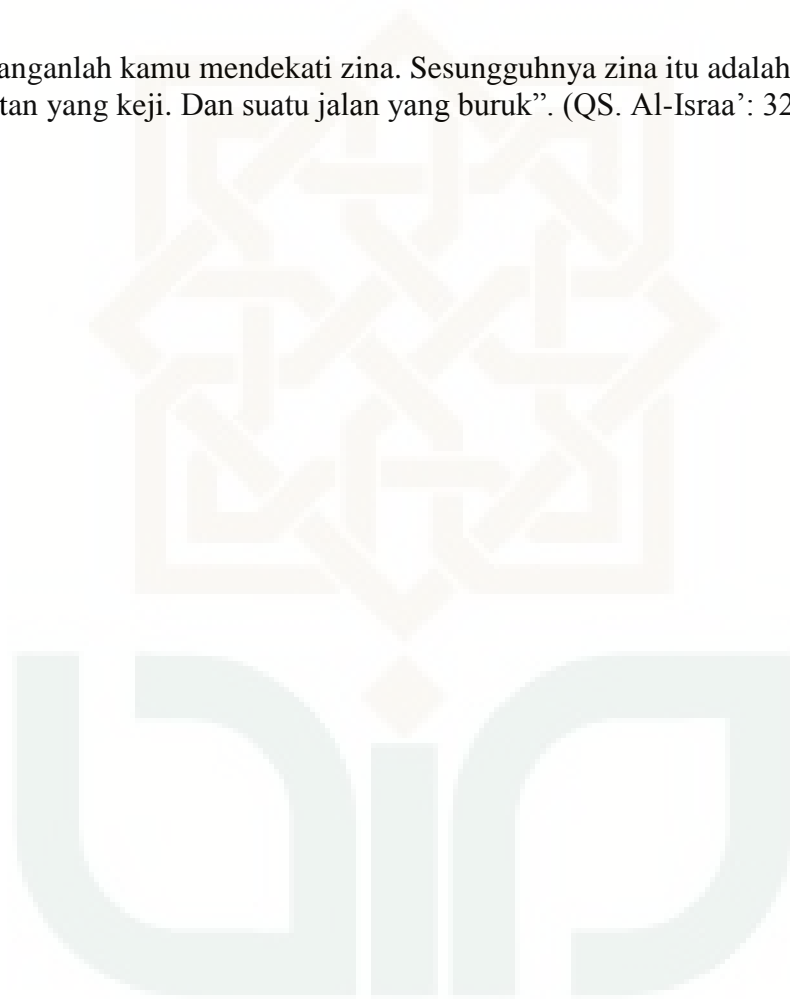 anganlah kamu mendekati zina. Sesungguhnya zina itu adalah
tan yang keji. Dan suatu jalan yang buruk”. (QS. Al-Israa’: 32